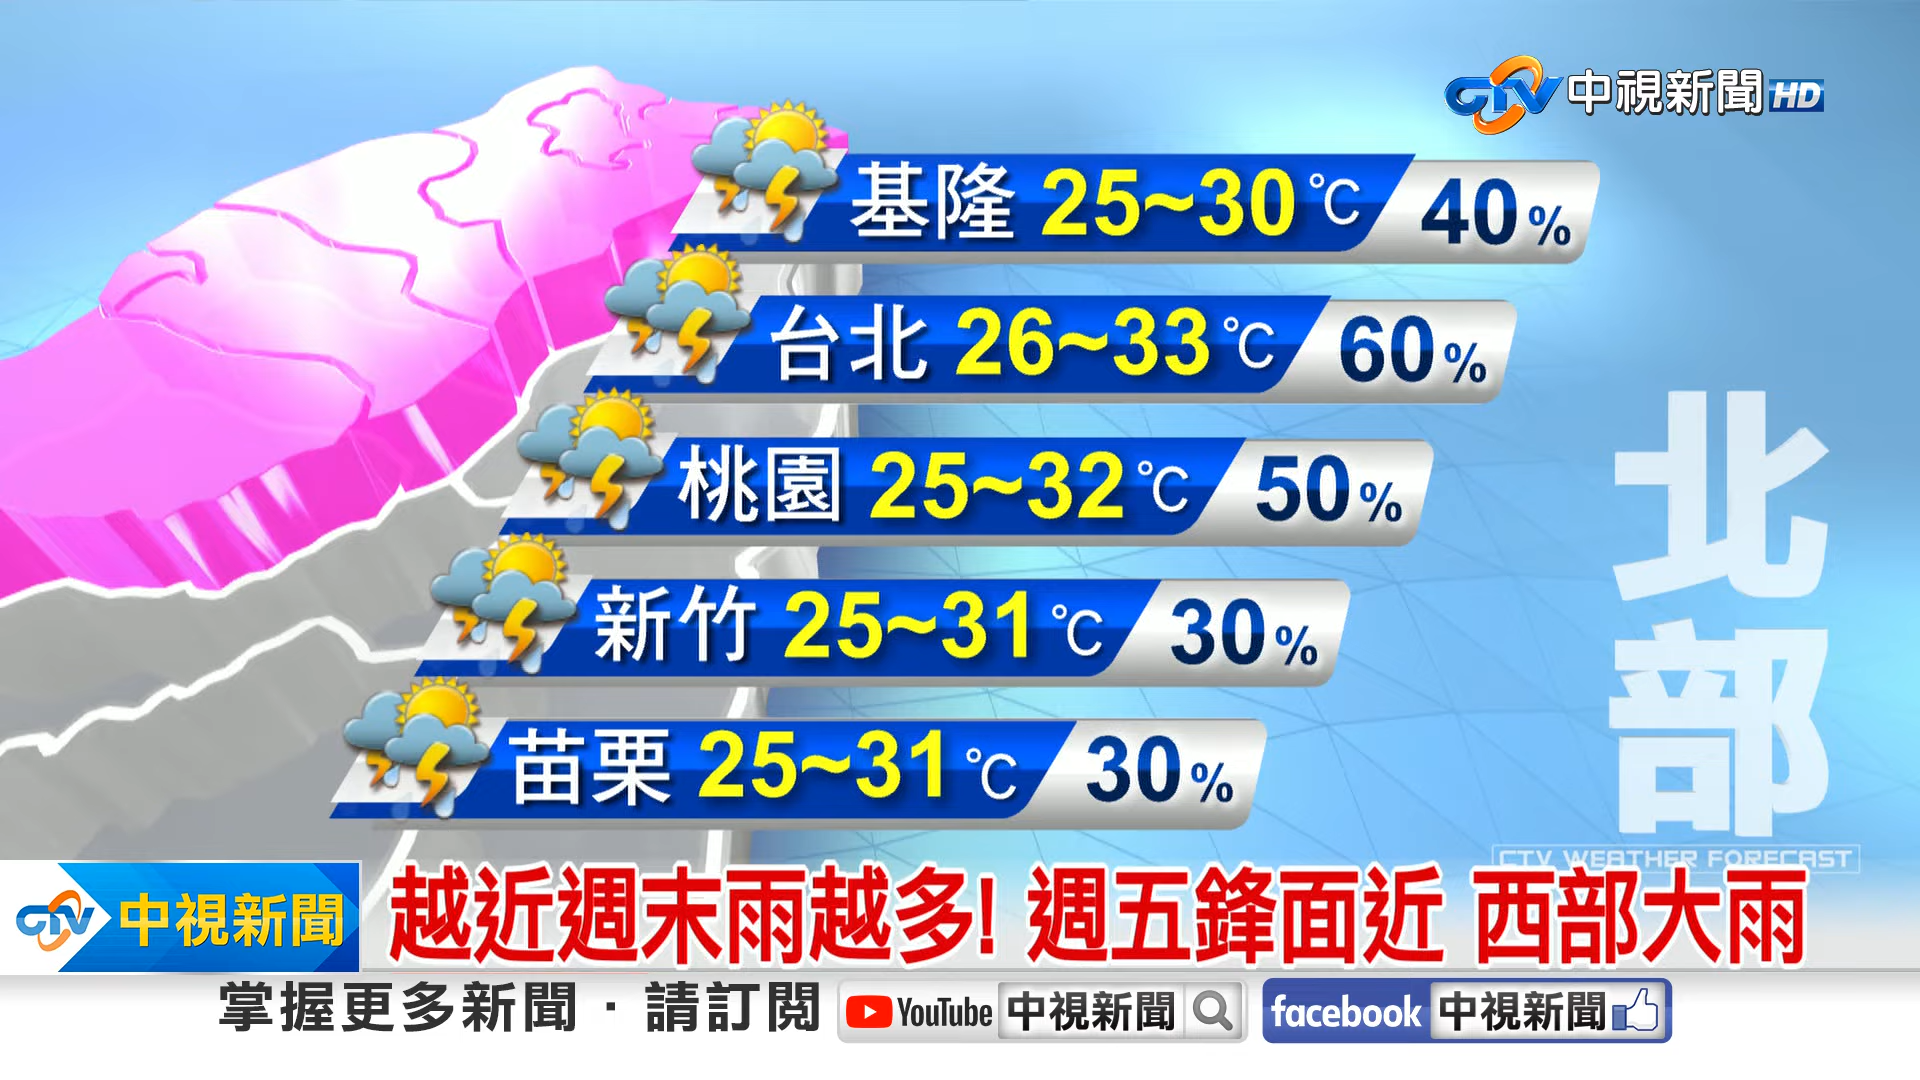 CTV 中視新聞 HD
基隆 25~30 ℃ 40%
台北 26~33 ℃ 60%
桃園 25~32 ℃ 50%
新竹 25~31 ℃ 30%
苗栗 25~31 ℃ 30%
北部
CTV WEATHER FORECAST
CTV 中視新聞
越近週末雨越多! 週五鋒面近 西部大雨
掌握更多新聞·請訂閱 YouTube 中視新聞 facebook 中視新聞